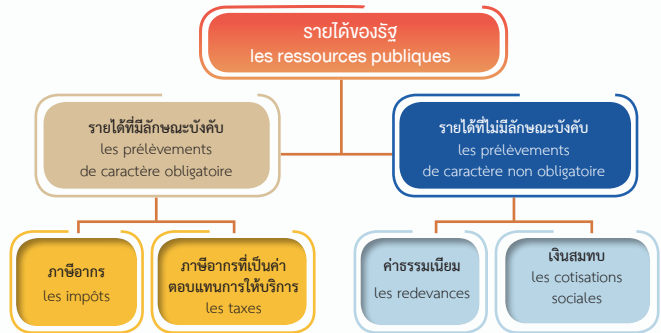 รายได้ของรัฐ
les ressources publiques
รายได้ที่มีลักษณะบังคับ
les prélèvements
de caractère obligatoire
รายได้ที่ไม่มีลักษณะบังคับ
les prélèvements
de caractère non obligatoire
ภาษีอากร
les impôts
ภาษีอากรที่เป็นค่า
ตอบแทนการให้บริการ
les taxes
ค่าธรรมเนียม
les redevances
เงินสมทบ
les cotisations
sociales